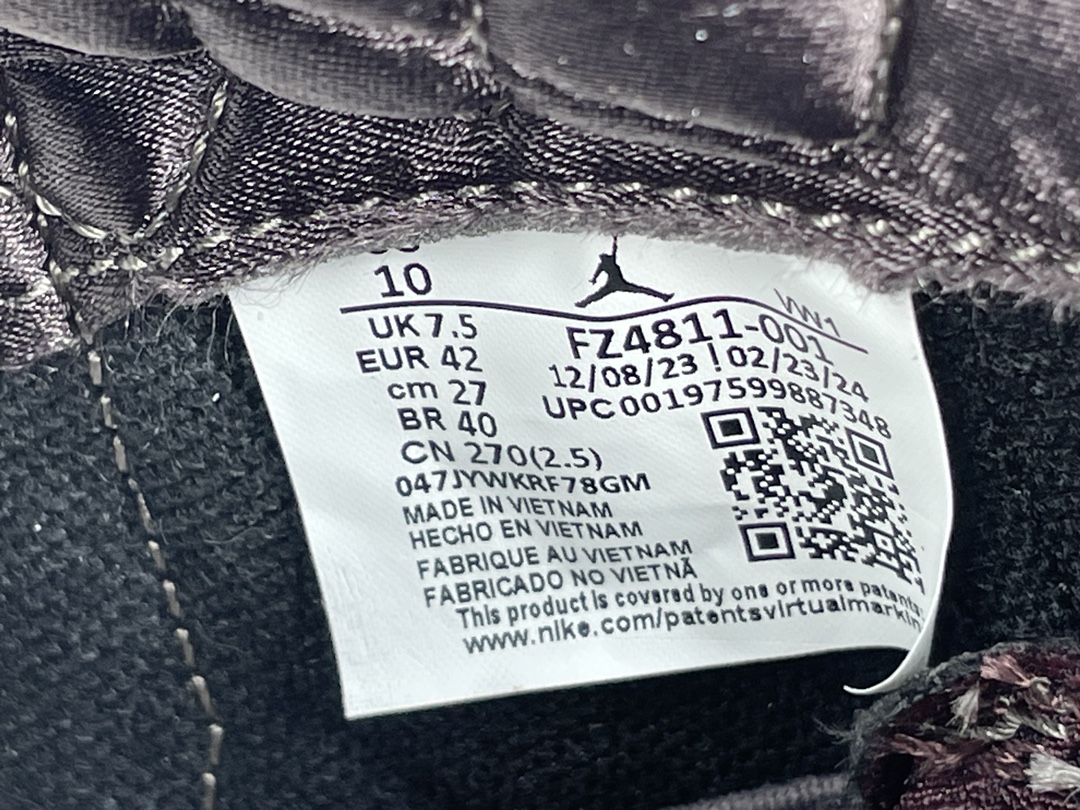 10
UK 7.5
EUR 42
cm 27
BR 40
CN 270(2.5)
047JYWKRF78GM
MADE IN VIETNAM
HECHO EN VIETNAM
FABRIQUE AU VIETNAM
FABRICADO NO VIETNÃ
This product is covered by one or more patents
www.nike.com/patentsvirtualmarkin
VW1
FZ4811-001
12/08/23 ! 02/23/24
UPC 00197599887348